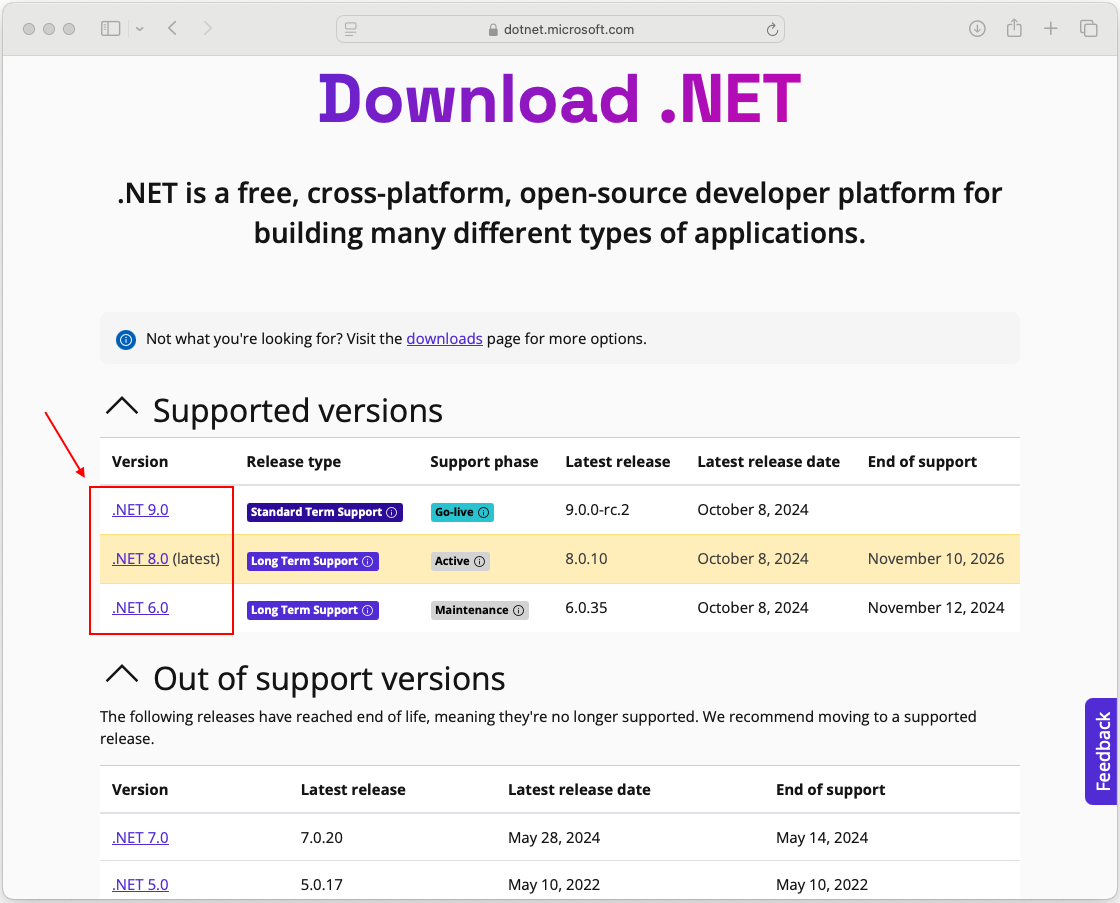 dotnet.microsoft.com
Download .NET
.NET is a free, cross-platform, open-source developer platform for
building many different types of applications.
Not what you're looking for? Visit the downloads page for more options.
Supported versions
Version Release type Support phase Latest release Latest release date End of support
.NET 9.0 Standard Term Support Go-live 9.0.0-rc.2 October 8, 2024
.NET 8.0 (latest) Long Term Support Active 8.0.10 October 8, 2024 November 10, 2026
.NET 6.0 Long Term Support Maintenance 6.0.35 October 8, 2024 November 12, 2024
Out of support versions
The following releases have reached end of life, meaning they're no longer supported. We recommend moving to a supported
release.
Version Latest release Latest release date End of support
.NET 7.0 7.0.20 May 28, 2024 May 14, 2024
.NET 5.0 5.0.17 May 10, 2022 May 10, 2022
Feedback